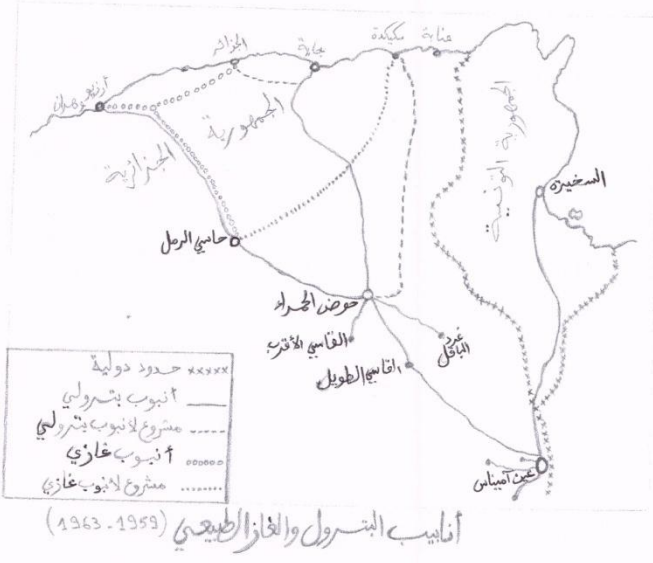 عنابة
سكيكدة
بجاية
الجزائر
أرزيو
وهران
الجمهورية
الجزائرية
الجمهورية التونسية
السخيرة
حاسي الرمل
حوض الحمراء
القاسي الأقرب
غرد
الباقل
القاسي الطويل
عين آميناس
حدود دولية
أنبوب بترولي
مشروع لأنبوب بترولي
أنبوب غازي
مشروع لأنبوب غازي
أنابيب البترول والغاز الطبيعي (1959-1963)